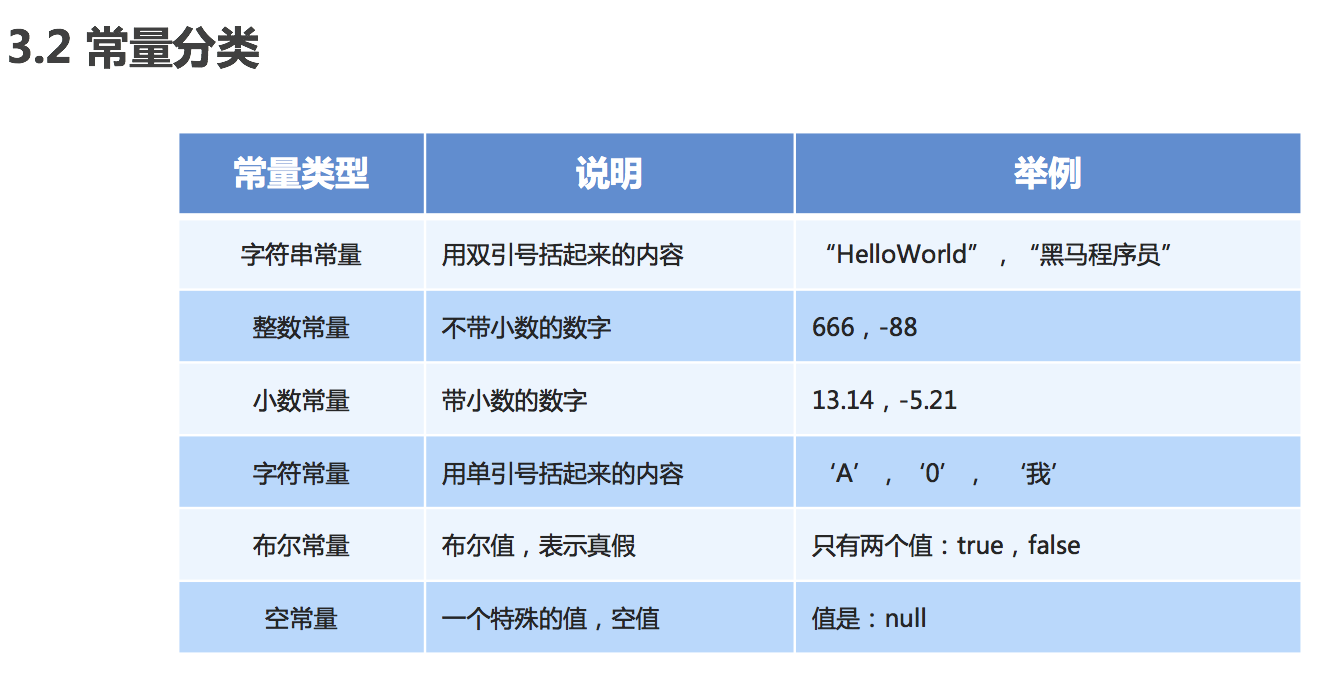 3.2 常量分类
常量类型 说明 举例
字符串常量 用双引号括起来的内容 “HelloWorld” ，“黑马程序员”
整数常量 不带小数的数字 666，-88
小数常量 带小数的数字 13.14，-5.21
字符常量 用单引号括起来的内容 ‘A’ ，‘0’ ，‘我’
布尔常量 布尔值，表示真假 只有两个值：true，false
空常量 一个特殊的值，空值 值是：null